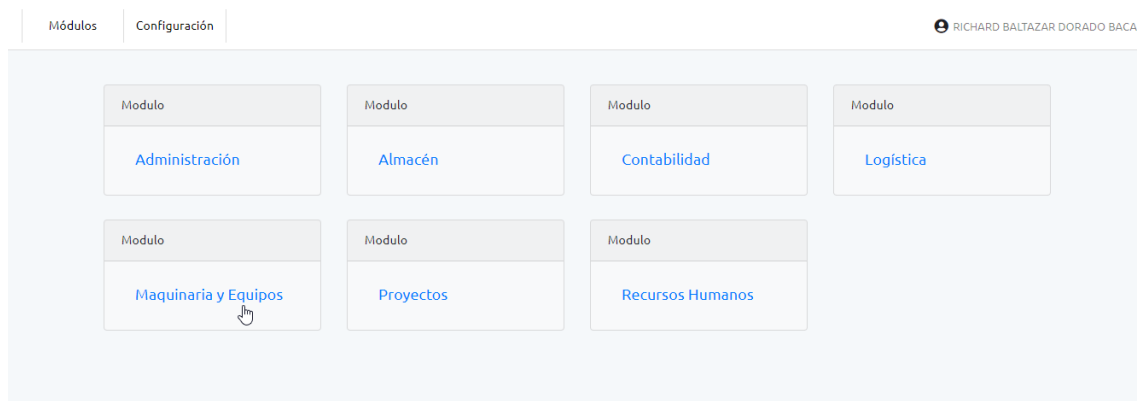 Módulos Configuración RICHARD BALTAZAR DORADO BACA
Modulo Modulo Modulo Modulo
Administración Almacén Contabilidad Logística
Modulo Modulo Modulo
Maquinaria y Equipos Proyectos Recursos Humanos